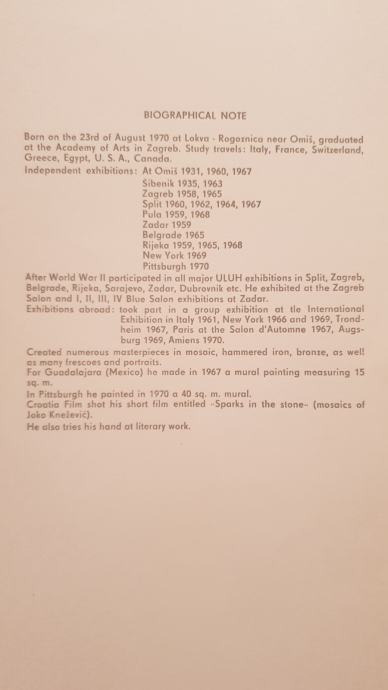 BIOGRAPHICAL NOTE
Born on the 23rd of August 1970 at Lokva - Rogoznica near Omiš, graduated
at the Academy of Arts in Zagreb. Study travels: Italy, France, Switzerland,
Greece, Egypt, U. S. A., Canada.
Independent exhibitions: At Omiš 1931, 1960, 1967
Šibenik 1935, 1963
Zagreb 1958, 1965
Split 1960, 1962, 1964, 1967
Pula 1959, 1968
Zadar 1959
Belgrade 1965
Rijeka 1959, 1965, 1968
New York 1969
Pittsburgh 1970
After World War II participated in all major ULUH exhibitions in Split, Zagreb,
Belgrade, Rijeka, Sarajevo, Zadar, Dubrovnik etc. He exhibited at the Zagreb
Salon and I, II, III, IV Blue Salon exhibitions at Zadar.
Exhibitions abroad: took part in a group exhibition at tle International
Exhibition in Italy 1961, New York 1966 and 1969, Trond-
heim 1967, Paris at the Salon d'Automne 1967, Augs-
burg 1969, Amiens 1970.
Created numerous masterpieces in mosaic, hammered iron, bronze, as well
as many frescoes and portraits.
For Guadalajara (Mexico) he made in 1967 a mural painting measuring 15
sq. m.
In Pittsburgh he painted in 1970 a 40 sq. m. mural.
Croatia Film shot his short film entitled »Sparks in the stone« (mosaics of
Joko Knežević).
He also tries his hand at literary work.